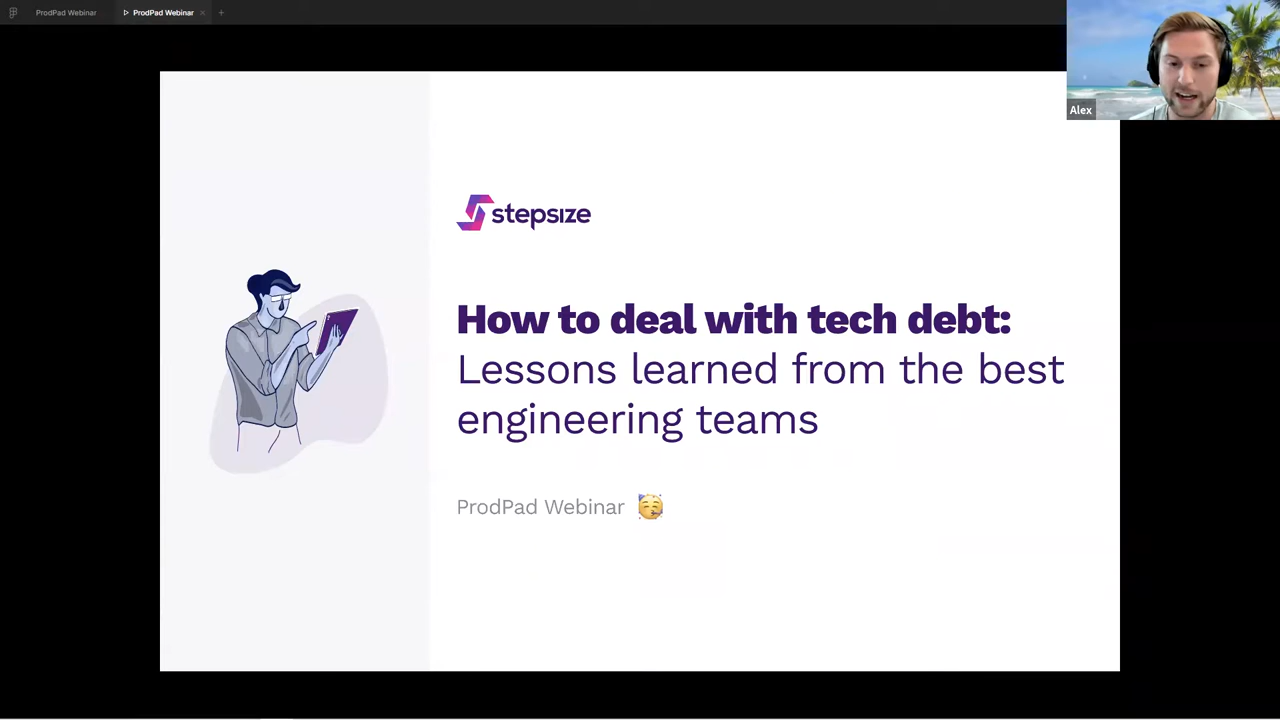 ProdPad Webinar
ProdPad Webinar
Alex
stepsize
How to deal with tech debt:
Lessons learned from the best
engineering teams
ProdPad Webinar